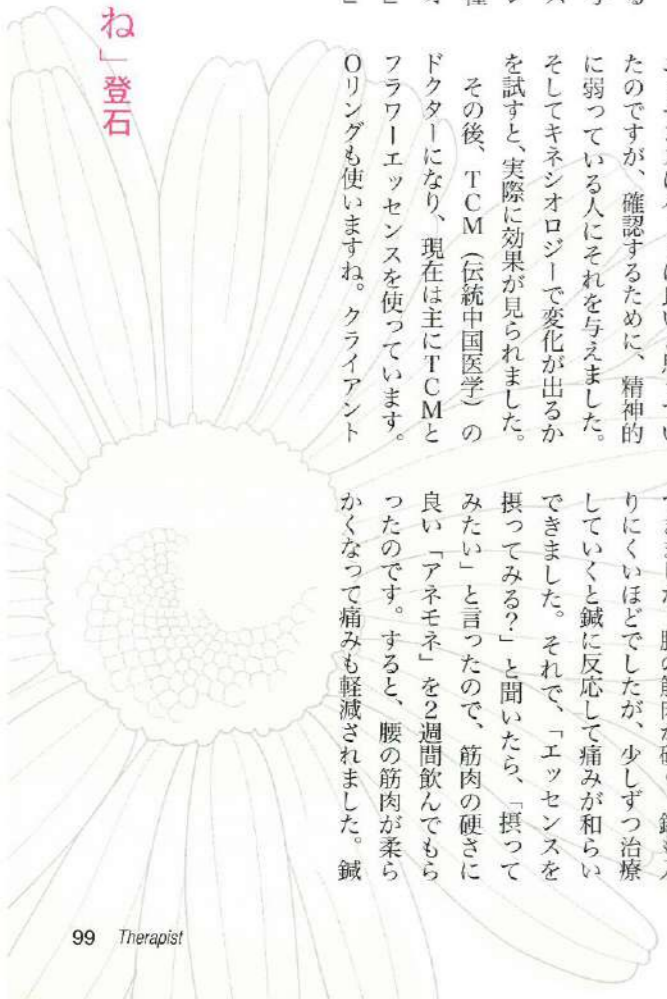 ね」登石
たのですが、確認するために、精神的
に弱っている人にそれを与えました。
そしてキネシオロジーで変化が出るか
を試すと、実際に効果が見られました。
その後、TCM（伝統中国医学）の
ドクターになり、現在は主にTCMと
フラワーエッセンスを使っています。
Oリングも使いますね。クライアント
りにくいほどでしたが、少しずつ治療
していくと鍼に反応して痛みが和らい
できました。それで、「エッセンスを
摂ってみる？」と聞いたら、「摂って
みたい」と言ったので、筋肉の硬さに
良い「アネモネ」を2週間飲んでもら
ったのです。すると、腰の筋肉が柔ら
かくなって痛みも軽減されました。鍼
99 Therapist